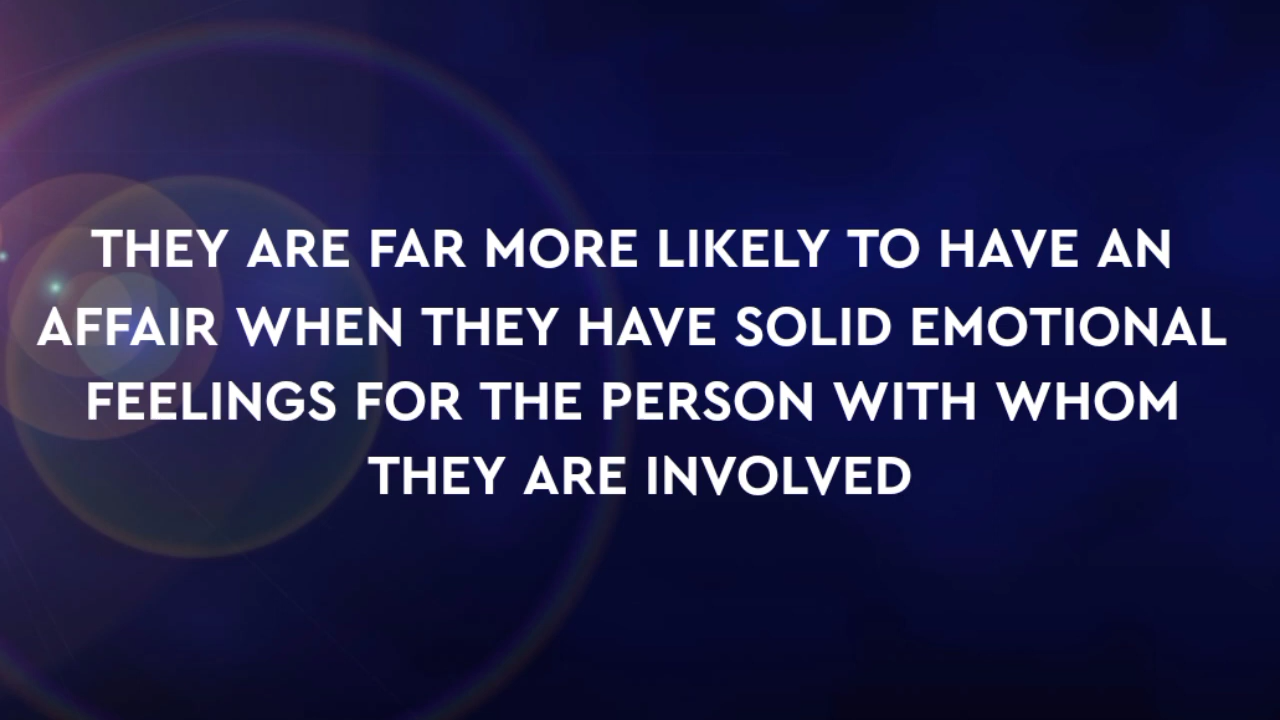 THEY ARE FAR MORE LIKELY TO HAVE AN
AFFAIR WHEN THEY HAVE SOLID EMOTIONAL
FEELINGS FOR THE PERSON WITH WHOM
THEY ARE INVOLVED